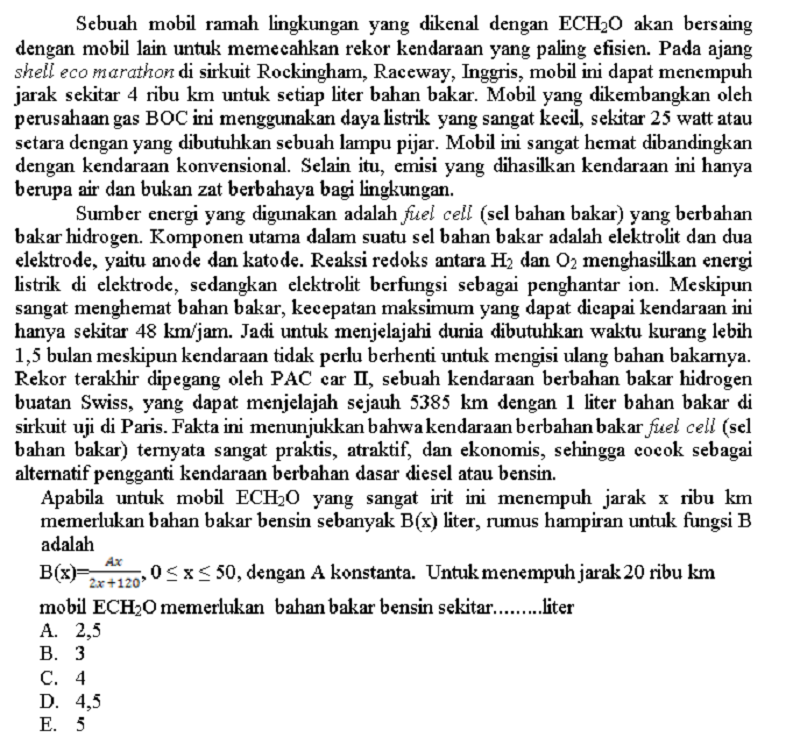 Sebuah mobil ramah lingkungan yang dikenal dengan ECH₂O akan bersaing
dengan mobil lain untuk memecahkan rekor kendaraan yang paling efisien. Pada ajang
shell eco marathon di sirkuit Rockingham, Raceway, Inggris, mobil ini dapat menempuh
jarak sekitar 4 ribu km untuk setiap liter bahan bakar. Mobil yang dikembangkan oleh
perusahaan gas BOC ini menggunakan daya listrik yang sangat kecil, sekitar 25 watt atau
setara dengan yang dibutuhkan sebuah lampu pijar. Mobil ini sangat hemat dibandingkan
dengan kendaraan konvensional. Selain itu, emisi yang dihasilkan kendaraan ini hanya
berupa air dan bukan zat berbahaya bagi lingkungan.
Sumber energi yang digunakan adalah fuel cell (sel bahan bakar) yang berbahan
bakar hidrogen. Komponen utama dalam suatu sel bahan bakar adalah elektrolit dan dua
elektrode, yaitu anode dan katode. Reaksi redoks antara H₂ dan O₂ menghasilkan energi
listrik di elektrode, sedangkan elektrolit berfungsi sebagai penghantar ion. Meskipun
sangat menghemat bahan bakar, kecepatan maksimum yang dapat dicapai kendaraan ini
hanya sekitar 48 km/jam. Jadi untuk menjelajahi dunia dibutuhkan waktu kurang lebih
1,5 bulan meskipun kendaraan tidak perlu berhenti untuk mengisi ulang bahan bakarnya.
Rekor terakhir dipegang oleh PAC car II, sebuah kendaraan berbahan bakar hidrogen
buatan Swiss, yang dapat menjelajah sejauh 5385 km dengan 1 liter bahan bakar di
sirkuit uji di Paris. Fakta ini menunjukkan bahwa kendaraan berbahan bakar fuel cell (sel
bahan bakar) ternyata sangat praktis, atraktif, dan ekonomis, sehingga cocok sebagai
alternatif pengganti kendaraan berbahan dasar diesel atau bensin.
Apabila untuk mobil ECH₂O yang sangat irit ini menempuh jarak x ribu km
memerlukan bahan bakar bensin sebanyak B(x) liter, rumus hampiran untuk fungsi B
adalah
B(x)=Ax/(2x+120), 0 ≤ x ≤ 50, dengan A konstanta. Untuk menempuh jarak 20 ribu km
mobil ECH₂O memerlukan bahan bakar bensin sekitar.........liter
A. 2,5
B. 3
C. 4
D. 4,5
E. 5